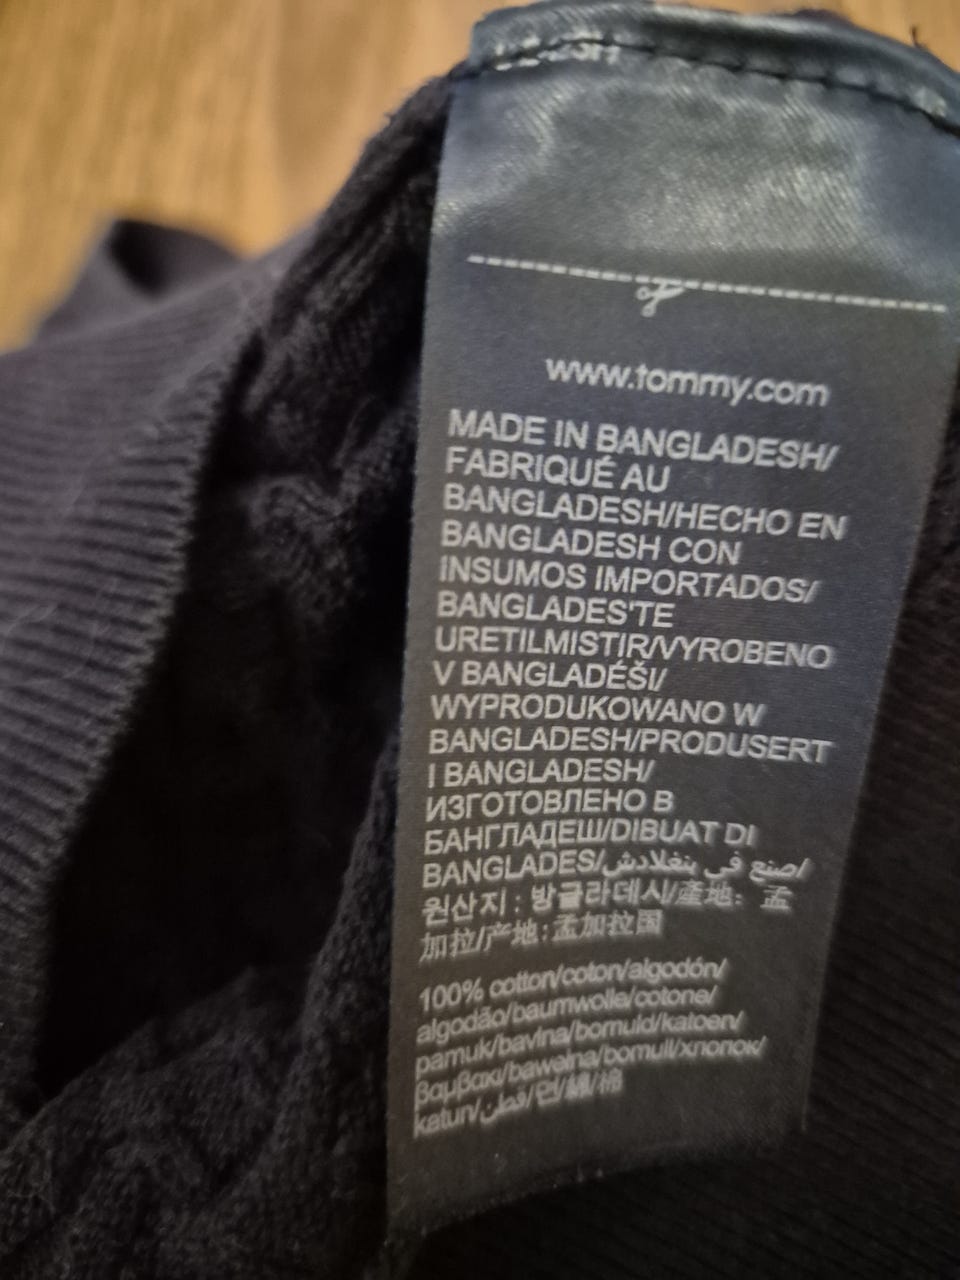 www.tommy.com
MADE IN BANGLADESH/
FABRIQUÉ AU
BANGLADESH/HECHO EN
BANGLADESH CON
INSUMOS IMPORTADOS/
BANGLADES'TE
URETILMISTIR/VYROBENO
V BANGLADÉŠI/
WYPRODUKOWANO W
BANGLADESH/PRODUSERT
I BANGLADESH/
ИЗГОТОВЛЕНО В
БАНГЛАДЕШ/DIBUAT DI
BANGLADES/صنع في بنغلادش/
원산지: 방글라데시/產地: 孟
加拉/产地:孟加拉国
100% cotton/coton/algodón/
algodão/baumwolle/cotone/
pamuk/bavlna/bomuld/katoen/
βαμβακι/bawełna/bomull/хлопок/
katun/قطن/면/綿/棉